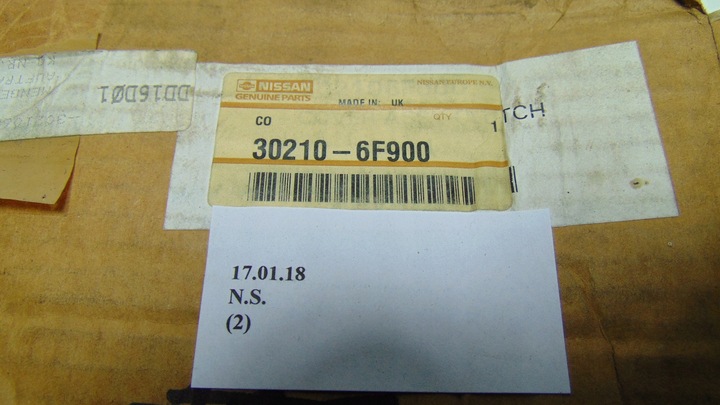 DD16D01
NISSAN
GENUINE PARTS
NISSAN EUROPE N.V.
MADE IN: UK
CO
QTY
1
TCH
30210-6F900
17.01.18
N.S.
(2)